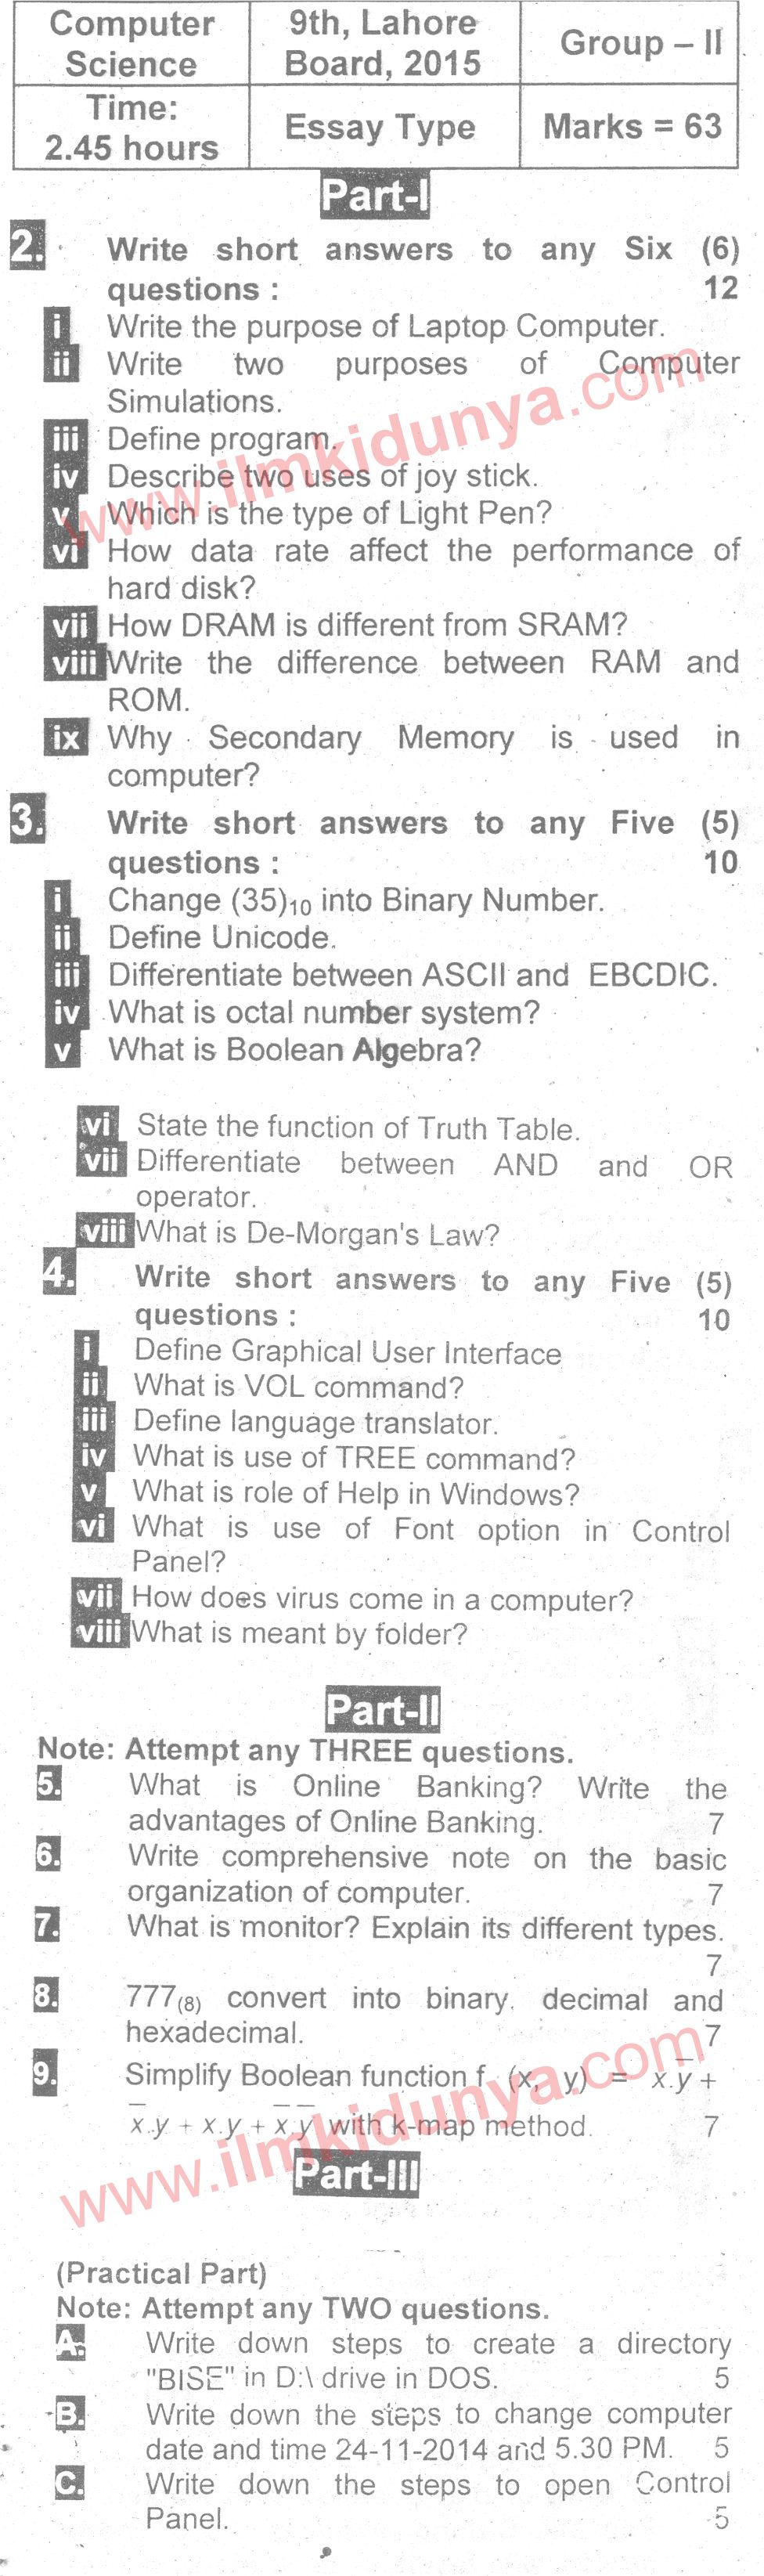 Computer Science
9th, Lahore Board, 2015
Group – II
Time: 2.45 hours
Essay Type
Marks = 63
Part-I
2. Write short answers to any Six (6)
questions : 12
i Write the purpose of Laptop Computer.
ii Write two purposes of Computer
Simulations.
iii Define program.
iv Describe two uses of joy stick.
v Which is the type of Light Pen?
vi How data rate affect the performance of
hard disk?
vii How DRAM is different from SRAM?
viii Write the difference between RAM and
ROM.
ix Why Secondary Memory is used in
computer?
www.ilmkidunya.com
3. Write short answers to any Five (5)
questions : 10
i Change (35)₁₀ into Binary Number.
ii Define Unicode.
iii Differentiate between ASCII and EBCDIC.
iv What is octal number system?
v What is Boolean Algebra?
vi State the function of Truth Table.
vii Differentiate between AND and OR
operator.
viii What is De-Morgan's Law?
4. Write short answers to any Five (5)
questions : 10
i Define Graphical User Interface
ii What is VOL command?
iii Define language translator.
iv What is use of TREE command?
v What is role of Help in Windows?
vi What is use of Font option in Control
Panel?
vii How does virus come in a computer?
viii What is meant by folder?
Part-II
Note: Attempt any THREE questions.
5. What is Online Banking? Write the
advantages of Online Banking. 7
6. Write comprehensive note on the basic
organization of computer. 7
7. What is monitor? Explain its different types.
7
8. 777₍₈₎ convert into binary. decimal and
hexadecimal. 7
9. Simplify Boolean function f (x, y) = x.y̅ +
x̅.y + x.y + x̅.y̅ with k-map method. 7
www.ilmkidunya.com
Part-III
(Practical Part)
Note: Attempt any TWO questions.
A. Write down steps to create a directory
"BISE" in D:\ drive in DOS. 5
B. Write down the steps to change computer
date and time 24-11-2014 and 5.30 PM. 5
C. Write down the steps to open Control
Panel. 5